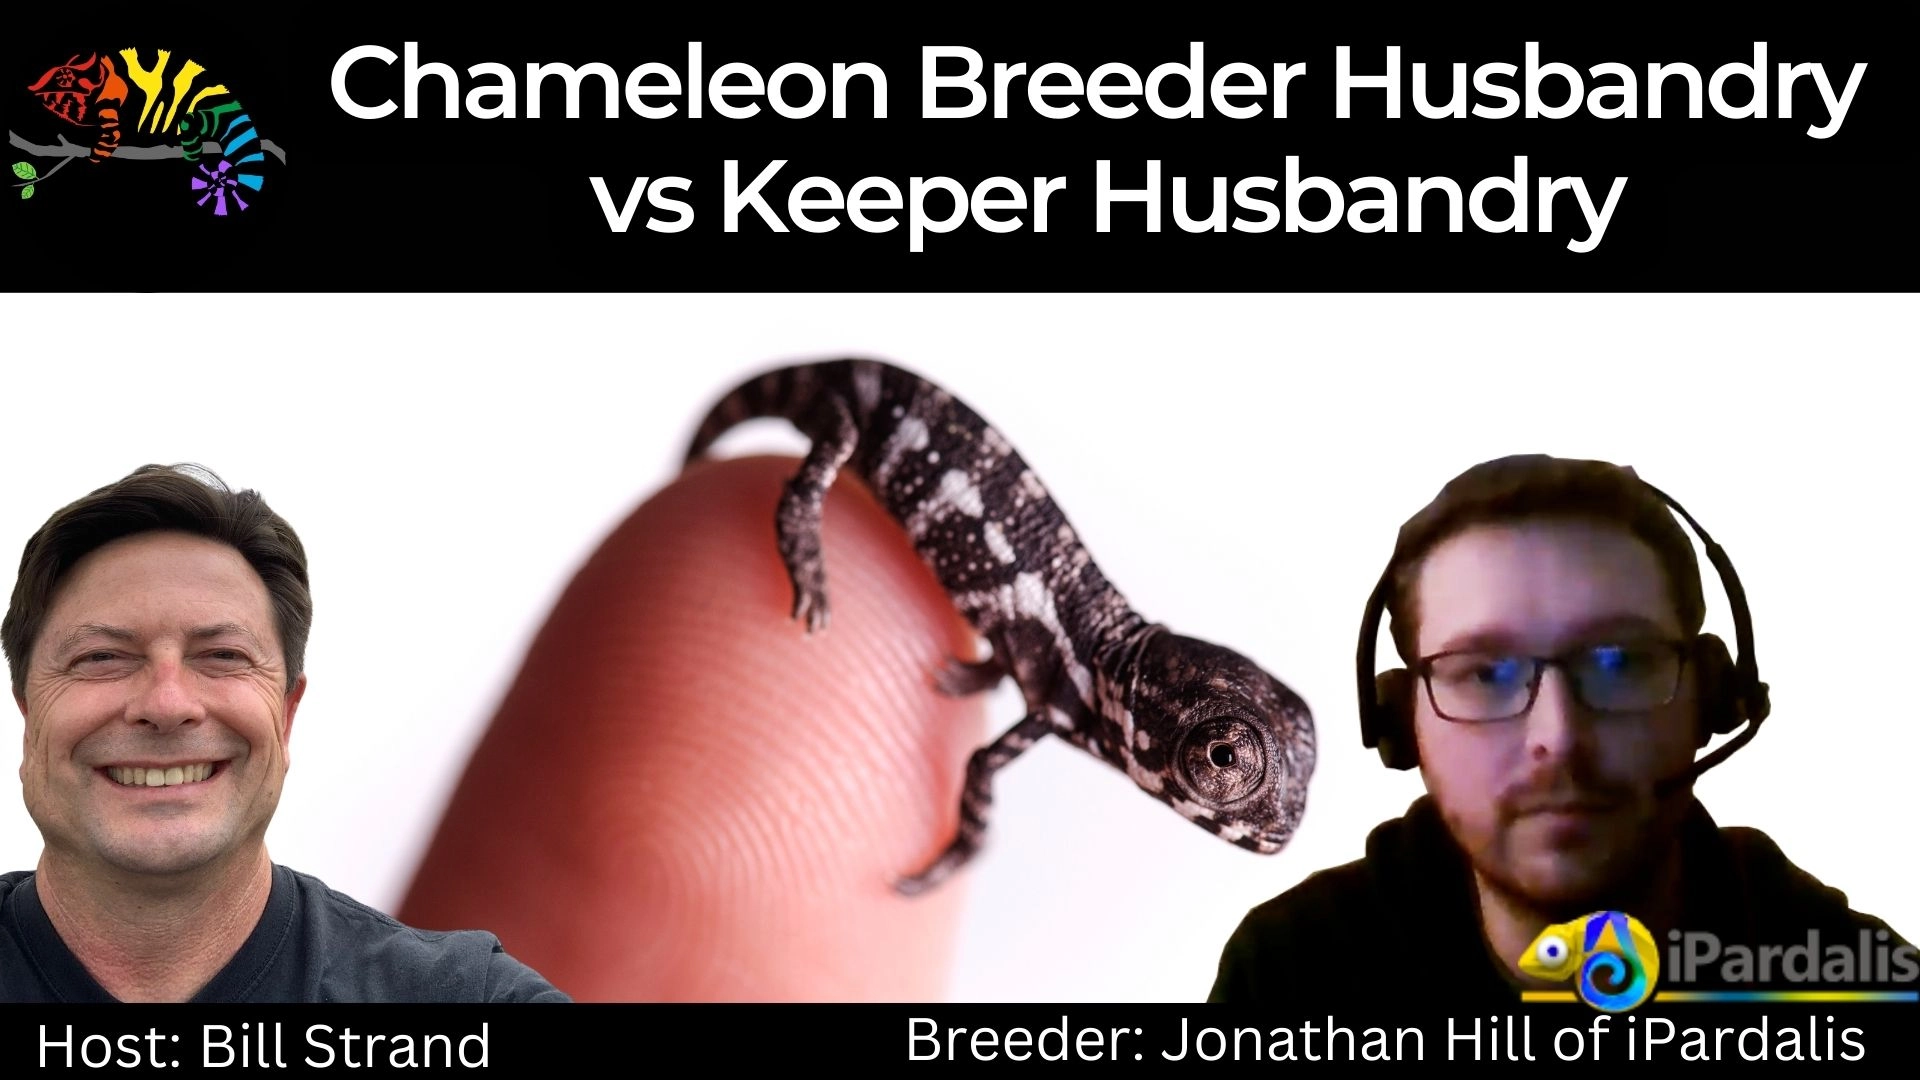 Chameleon Breeder Husbandry
vs Keeper Husbandry
iPardalis
Host: Bill Strand
Breeder: Jonathan Hill of iPardalis